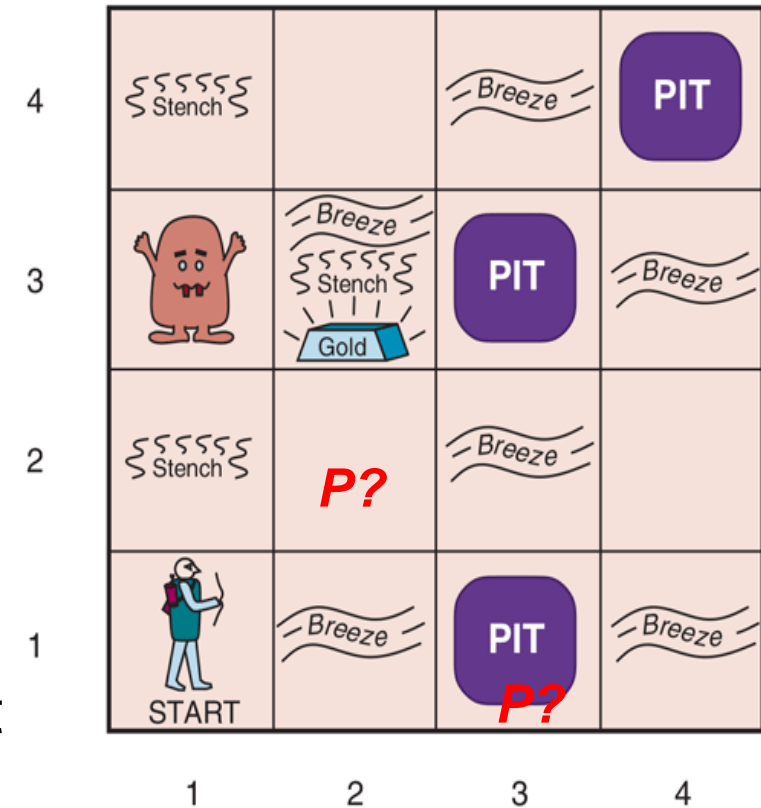 4
Stench
Breeze
PIT
3
Breeze
Stench
Gold
PIT
Breeze
2
Stench
P?
Breeze
1
START
Breeze
PIT
P?
Breeze
1 2 3 4